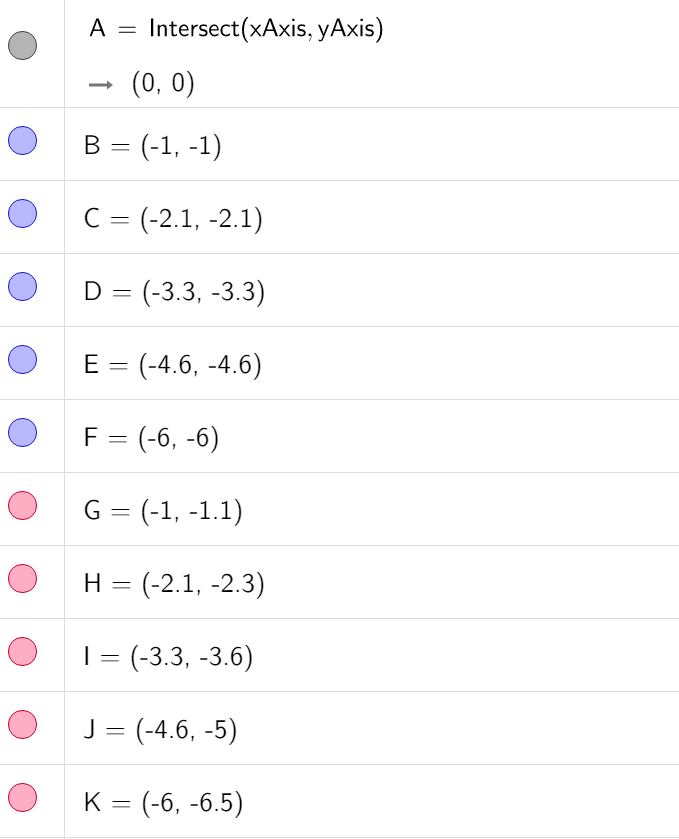 A = Intersect(xAxis, yAxis)
→ (0, 0)
B = (-1, -1)
C = (-2.1, -2.1)
D = (-3.3, -3.3)
E = (-4.6, -4.6)
F = (-6, -6)
G = (-1, -1.1)
H = (-2.1, -2.3)
I = (-3.3, -3.6)
J = (-4.6, -5)
K = (-6, -6.5)